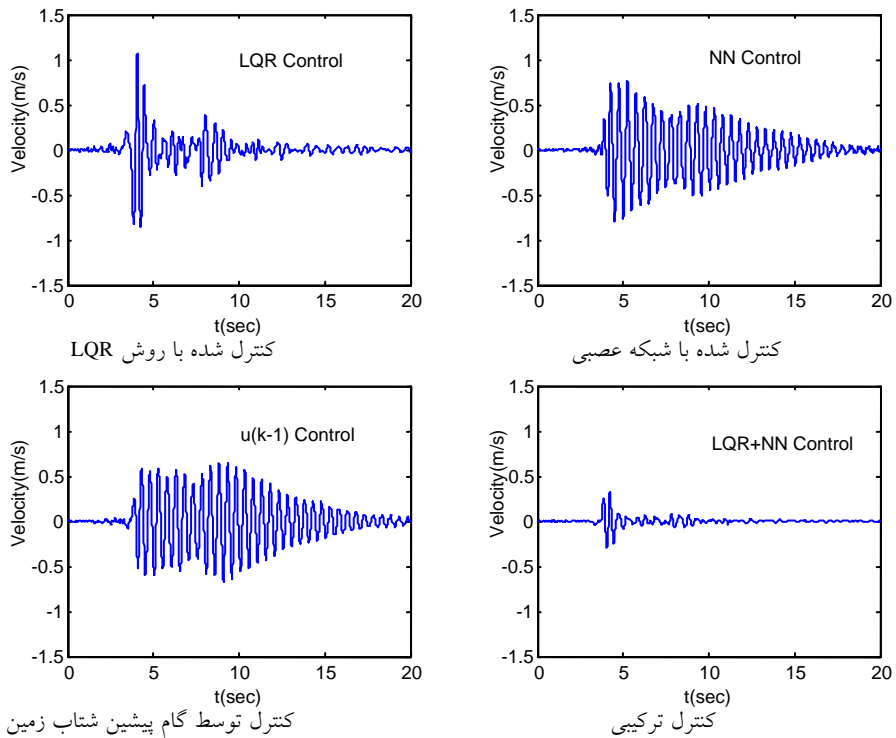 1.5
1
0.5
0
-0.5
-1
-1.5
Velocity(m/s)
LQR Control
0 5 10 15 20
t(sec)
کنترل شده با روش LQR
1.5
1
0.5
0
-0.5
-1
-1.5
Velocity(m/s)
NN Control
0 5 10 15 20
t(sec)
کنترل شده با شبکه عصبی
1.5
1
0.5
0
-0.5
-1
-1.5
Velocity(m/s)
u(k-1) Control
0 5 10 15 20
t(sec)
کنترل توسط گام پیشین شتاب زمین
1.5
1
0.5
0
-0.5
-1
-1.5
Velocity(m/s)
LQR+NN Control
0 5 10 15 20
t(sec)
کنترل ترکیبی